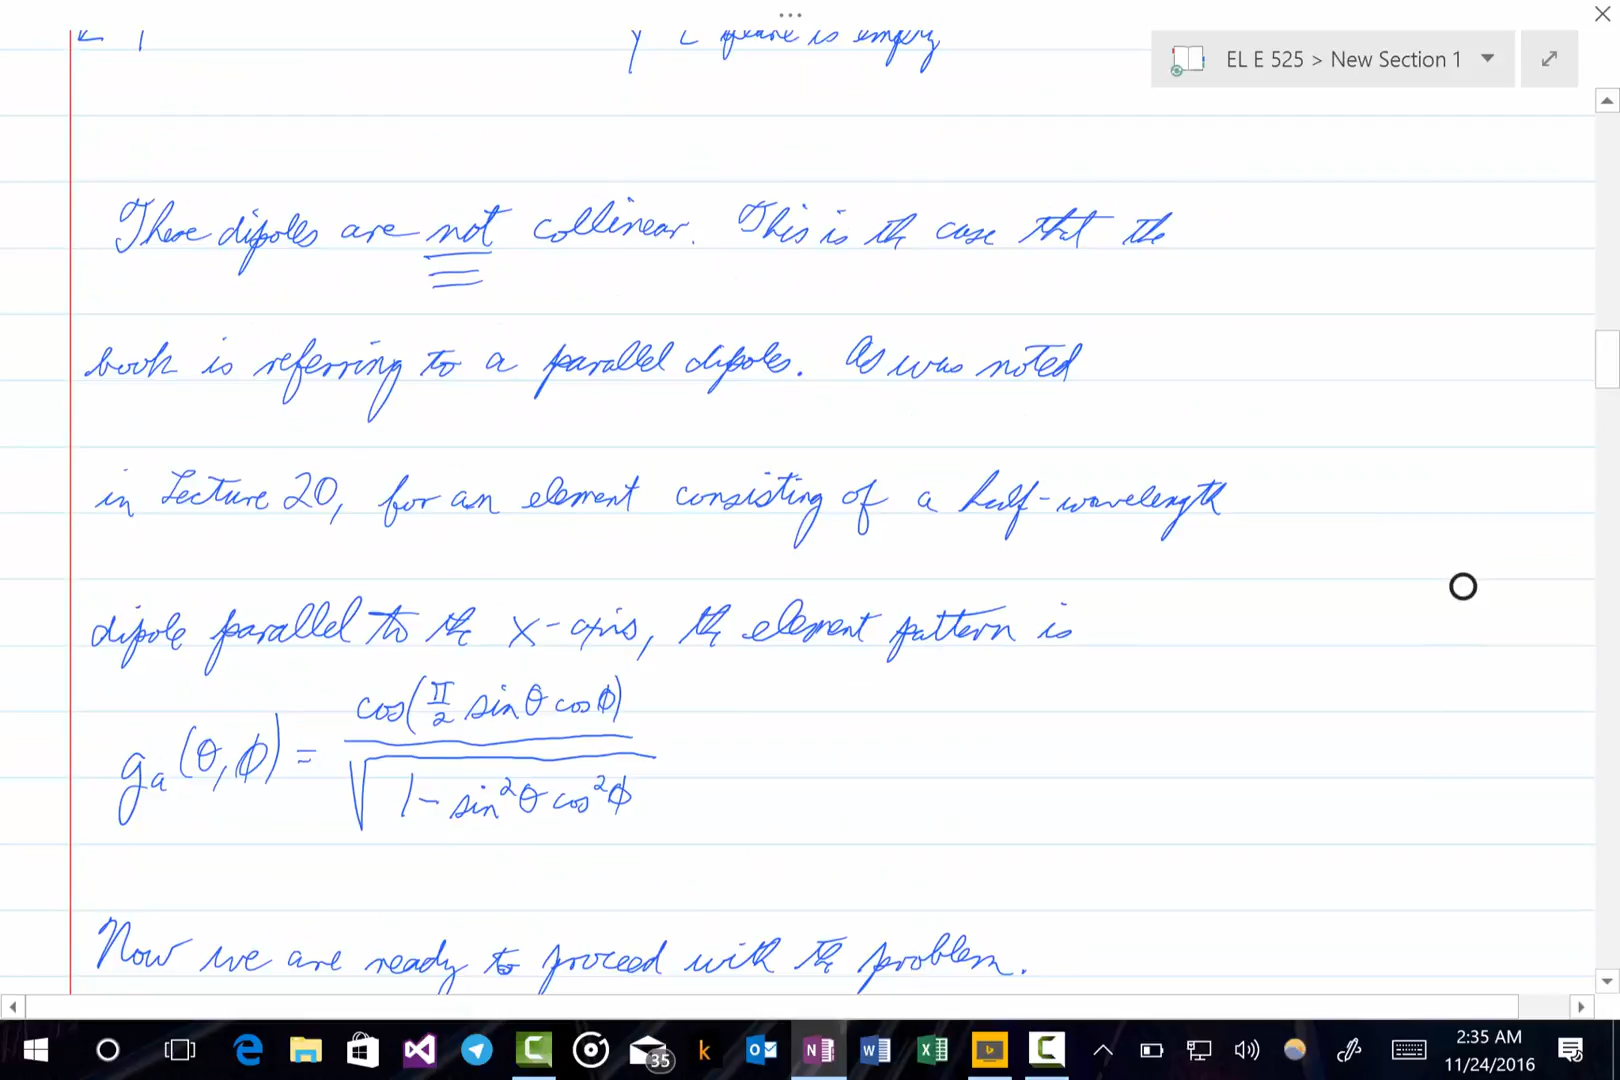 ...
y z plane is empty
EL E 525 > New Section 1
These dipoles are not collinear. This is the case that the
book is referring to a parallel dipoles. As was noted
in Lecture 20, for an element consisting of a half-wavelength
dipole parallel to the x-axis, the element pattern is
gₐ(θ,ϕ) = cos(π/2 sinθ cosϕ) / √(1 - sin²θ cos²ϕ)
Now we are ready to proceed with the problem.
35
2:35 AM
11/24/2016